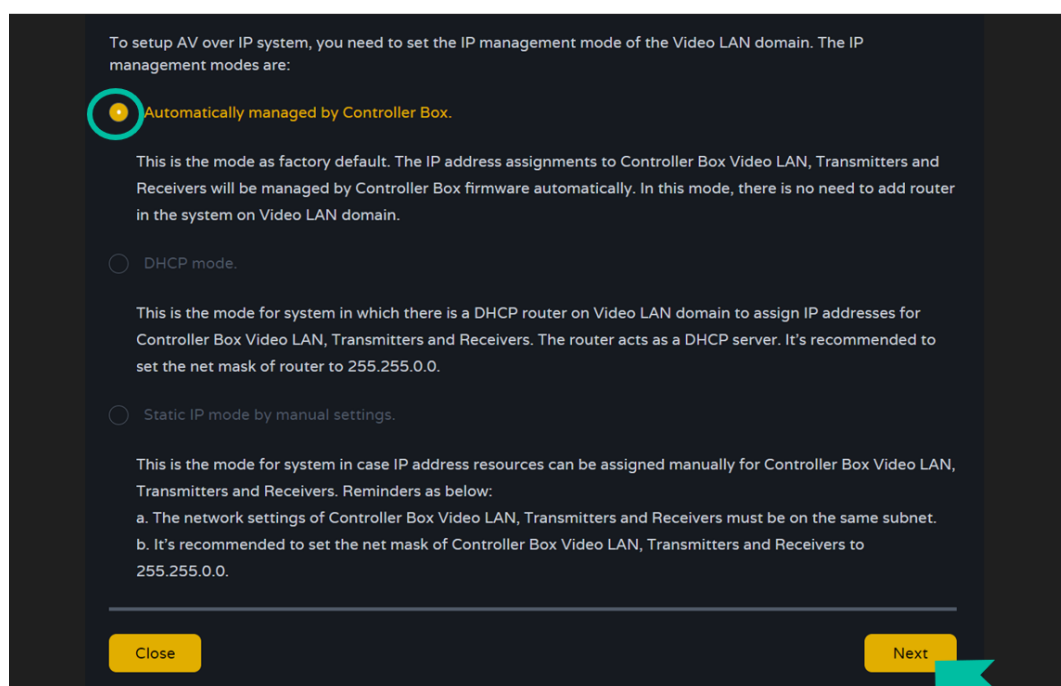 To setup AV over IP system, you need to set the IP management mode of the Video LAN domain. The IP
management modes are:
Automatically managed by Controller Box.
This is the mode as factory default. The IP address assignments to Controller Box Video LAN, Transmitters and
Receivers will be managed by Controller Box firmware automatically. In this mode, there is no need to add router
in the system on Video LAN domain.
DHCP mode.
This is the mode for system in which there is a DHCP router on Video LAN domain to assign IP addresses for
Controller Box Video LAN, Transmitters and Receivers. The router acts as a DHCP server. It's recommended to
set the net mask of router to 255.255.0.0.
Static IP mode by manual settings.
This is the mode for system in case IP address resources can be assigned manually for Controller Box Video LAN,
Transmitters and Receivers. Reminders as below:
a. The network settings of Controller Box Video LAN, Transmitters and Receivers must be on the same subnet.
b. It's recommended to set the net mask of Controller Box Video LAN, Transmitters and Receivers to
255.255.0.0.
Close
Next